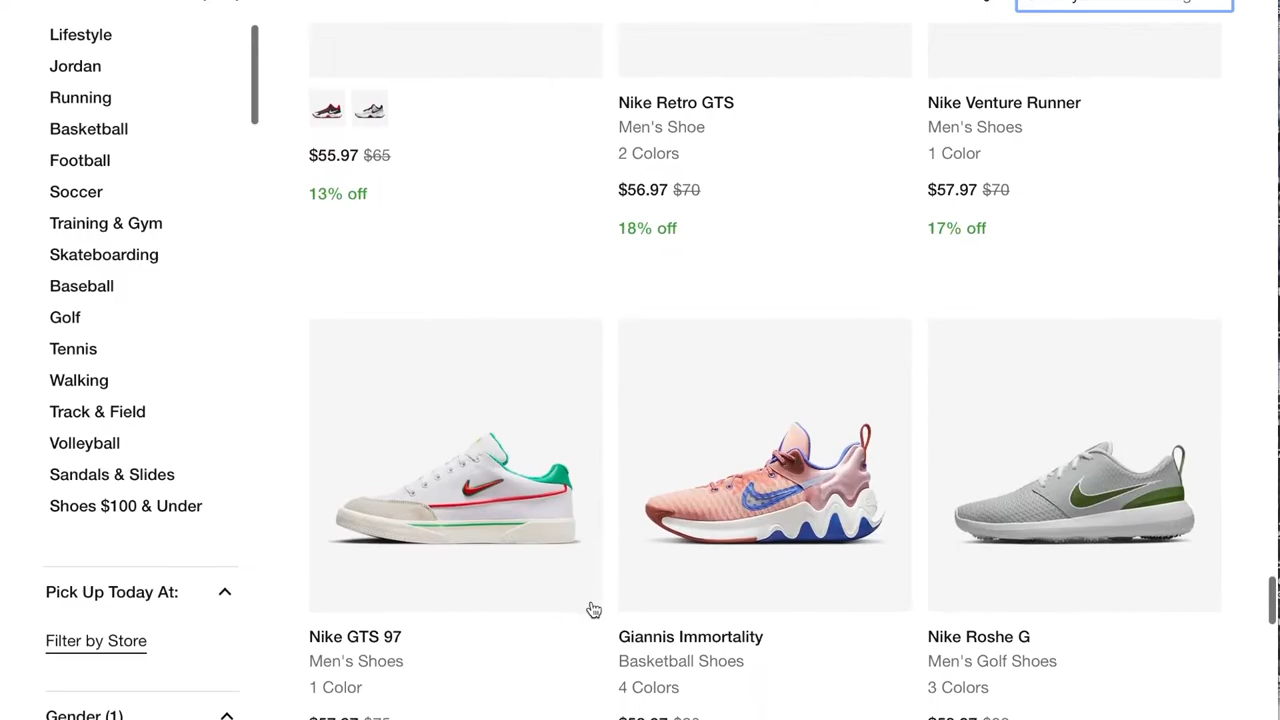 Lifestyle
Jordan
Running
Basketball
Football
Soccer
Training & Gym
Skateboarding
Baseball
Golf
Tennis
Walking
Track & Field
Volleyball
Sandals & Slides
Shoes $100 & Under
Pick Up Today At:
Filter by Store
Gender (1)
$55.97 $65
13% off
Nike Retro GTS
Men's Shoe
2 Colors
$56.97 $70
18% off
Nike Venture Runner
Men's Shoes
1 Color
$57.97 $70
17% off
Nike GTS 97
Men's Shoes
1 Color
Giannis Immortality
Basketball Shoes
4 Colors
Nike Roshe G
Men's Golf Shoes
3 Colors